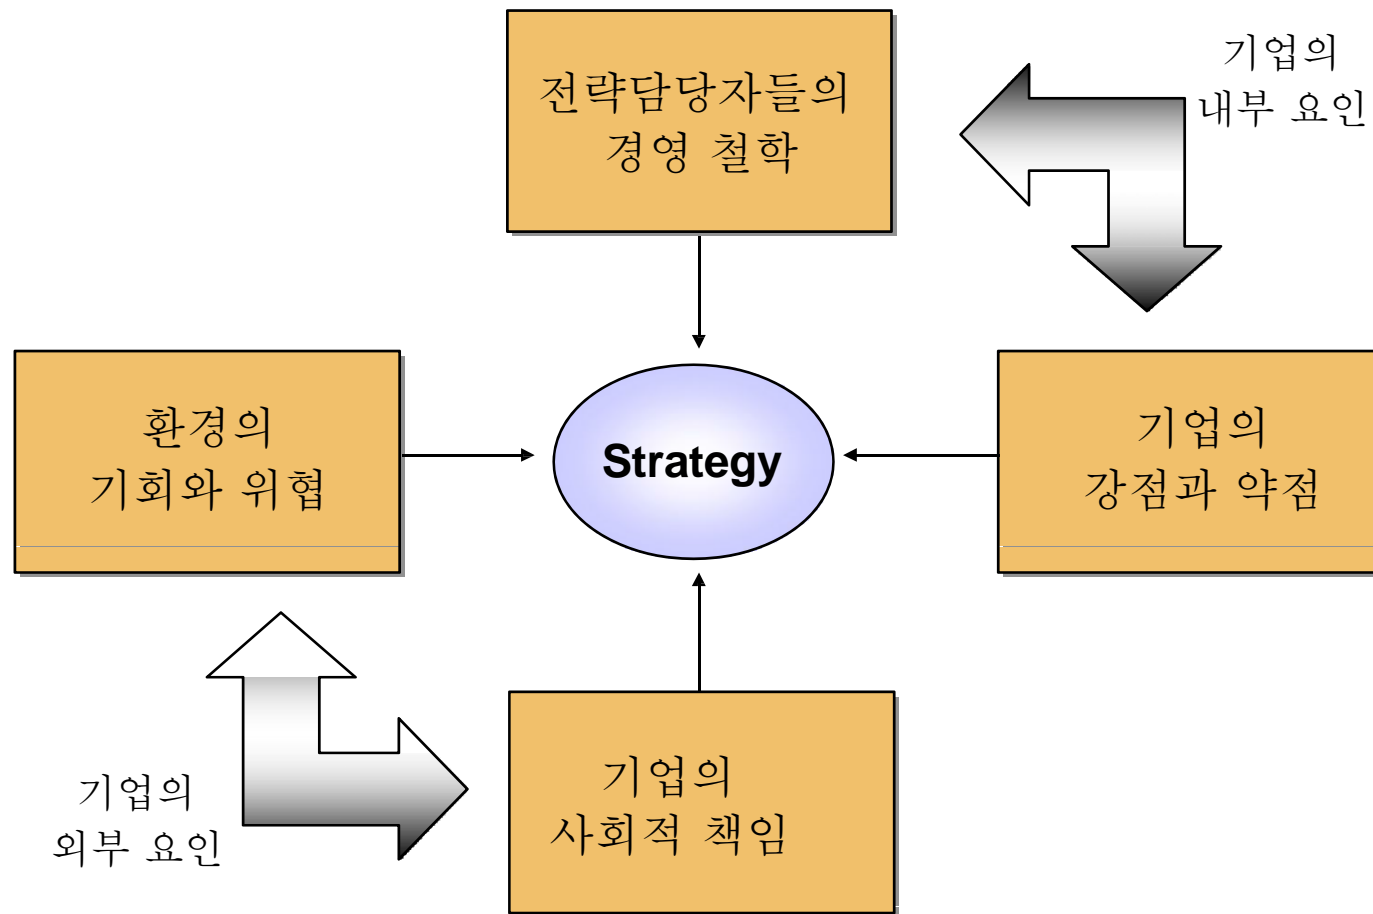 전략담당자들의
경영 철학
기업의
내부 요인
환경의
기회와 위협
Strategy
기업의
강점과 약점
기업의
외부 요인
기업의
사회적 책임